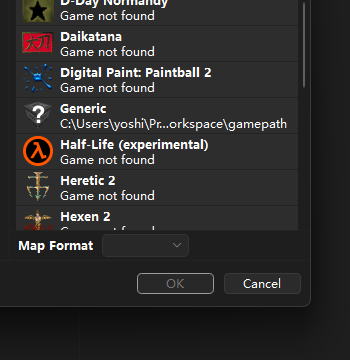 D-Day Normandy
Game not found
Daikatana
Game not found
Digital Paint: Paintball 2
Game not found
Generic
C:\Users\yoshi\Pr...orkspace\gamepath
Half-Life (experimental)
Game not found
Heretic 2
Game not found
Hexen 2
Game not found
Map Format
OK
Cancel